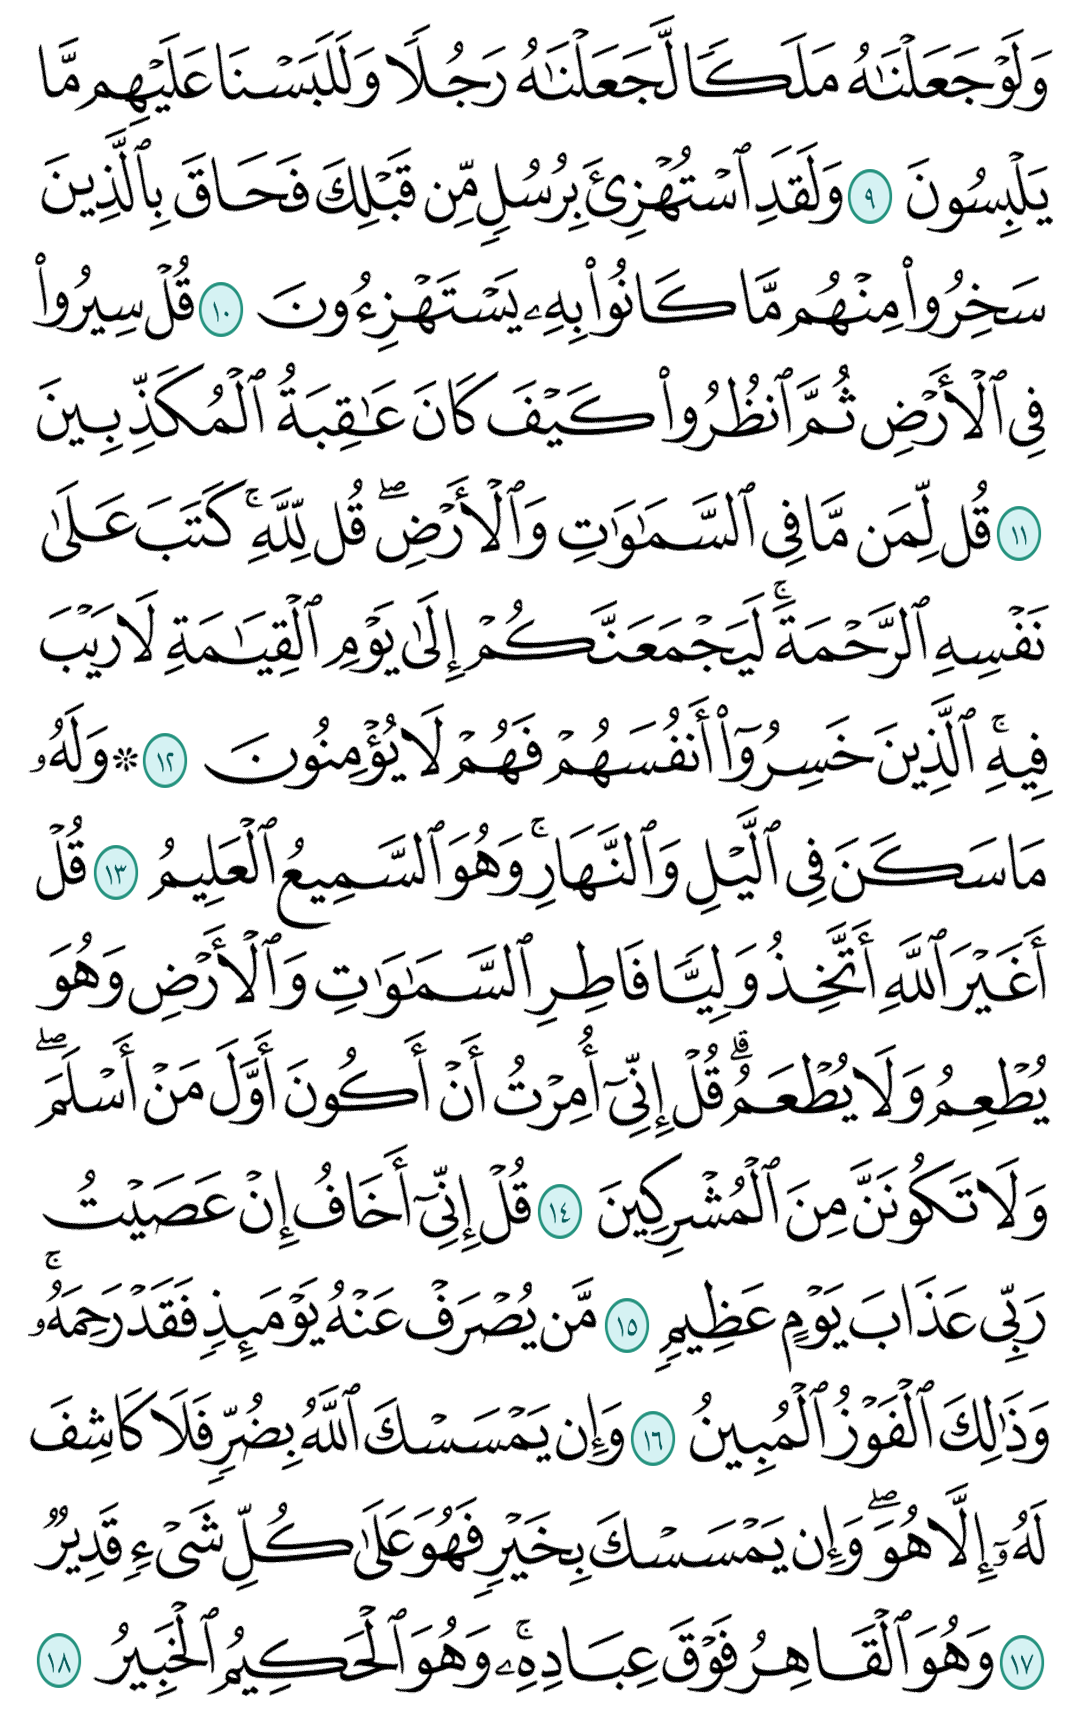 وَلَوْ جَعَلْنَٰهُ مَلَكًا لَّجَعَلْنَٰهُ رَجُلًا وَلَلَبَسْنَا عَلَيْهِم مَّا
يَلْبِسُونَ ٩ وَلَقَدِ ٱسْتُهْزِئَ بِرُسُلٍ مِّن قَبْلِكَ فَحَاقَ بِٱلَّذِينَ
سَخِرُوا۟ مِنْهُم مَّا كَانُوا۟ بِهِۦ يَسْتَهْزِءُونَ ١٠ قُلْ سِيرُوا۟
فِى ٱلْأَرْضِ ثُمَّ ٱنظُرُوا۟ كَيْفَ كَانَ عَٰقِبَةُ ٱلْمُكَذِّبِينَ
١١ قُل لِّمَن مَّا فِى ٱلسَّمَٰوَٰتِ وَٱلْأَرْضِ ۖ قُل لِّلَّهِ ۚ كَتَبَ عَلَىٰ
نَفْسِهِ ٱلرَّحْمَةَ ۚ لَيَجْمَعَنَّكُمْ إِلَىٰ يَوْمِ ٱلْقِيَٰمَةِ لَا رَيْبَ
فِيهِ ۚ ٱلَّذِينَ خَسِرُوٓا۟ أَنفُسَهُمْ فَهُمْ لَا يُؤْمِنُونَ ١٢ ۞ وَلَهُۥ
مَا سَكَنَ فِى ٱلَّيْلِ وَٱلنَّهَارِ ۚ وَهُوَ ٱلسَّمِيعُ ٱلْعَلِيمُ ١٣ قُلْ
أَغَيْرَ ٱللَّهِ أَتَّخِذُ وَلِيًّا فَاطِرِ ٱلسَّمَٰوَٰتِ وَٱلْأَرْضِ وَهُوَ
يُطْعِمُ وَلَا يُطْعَمُ ۗ قُلْ إِنِّىٓ أُمِرْتُ أَنْ أَكُونَ أَوَّلَ مَنْ أَسْلَمَ ۖ
وَلَا تَكُونَنَّ مِنَ ٱلْمُشْرِكِينَ ١٤ قُلْ إِنِّىٓ أَخَافُ إِنْ عَصَيْتُ
رَبِّى عَذَابَ يَوْمٍ عَظِيمٍ ١٥ مَّن يُصْرَفْ عَنْهُ يَوْمَئِذٍ فَقَدْ رَحِمَهُۥ ۚ
وَذَٰلِكَ ٱلْفَوْزُ ٱلْمُبِينُ ١٦ وَإِن يَمْسَسْكَ ٱللَّهُ بِضُرٍّ فَلَا كَاشِفَ
لَهُۥٓ إِلَّا هُوَ ۖ وَإِن يَمْسَسْكَ بِخَيْرٍ فَهُوَ عَلَىٰ كُلِّ شَىْءٍ قَدِيرٌ
١٧ وَهُوَ ٱلْقَاهِرُ فَوْقَ عِبَادِهِۦ ۚ وَهُوَ ٱلْحَكِيمُ ٱلْخَبِيرُ ١٨